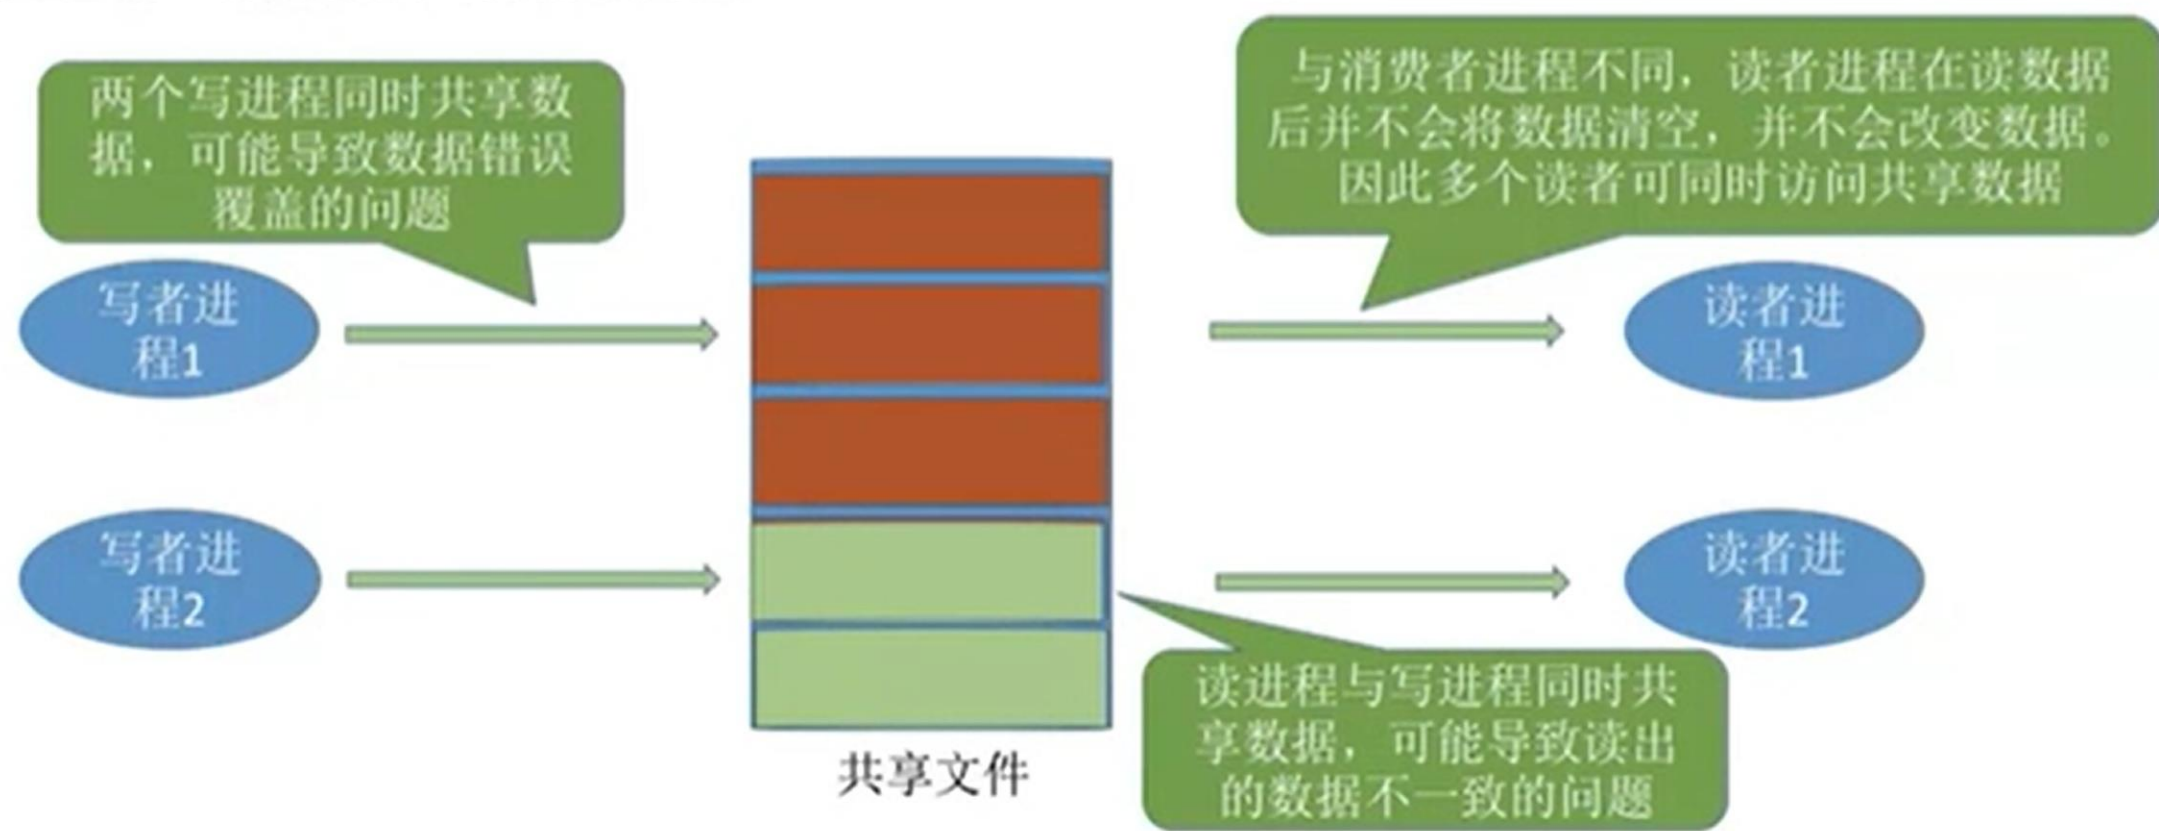 两个写进程同时共享数
据，可能导致数据错误
覆盖的问题
与消费者进程不同，读者进程在读数据
后并不会将数据清空，并不会改变数据。
因此多个读者可同时访问共享数据
写者进
程1
读者进
程1
写者进
程2
读者进
程2
读进程与写进程同时共
享数据，可能导致读出
的数据不一致的问题
共享文件